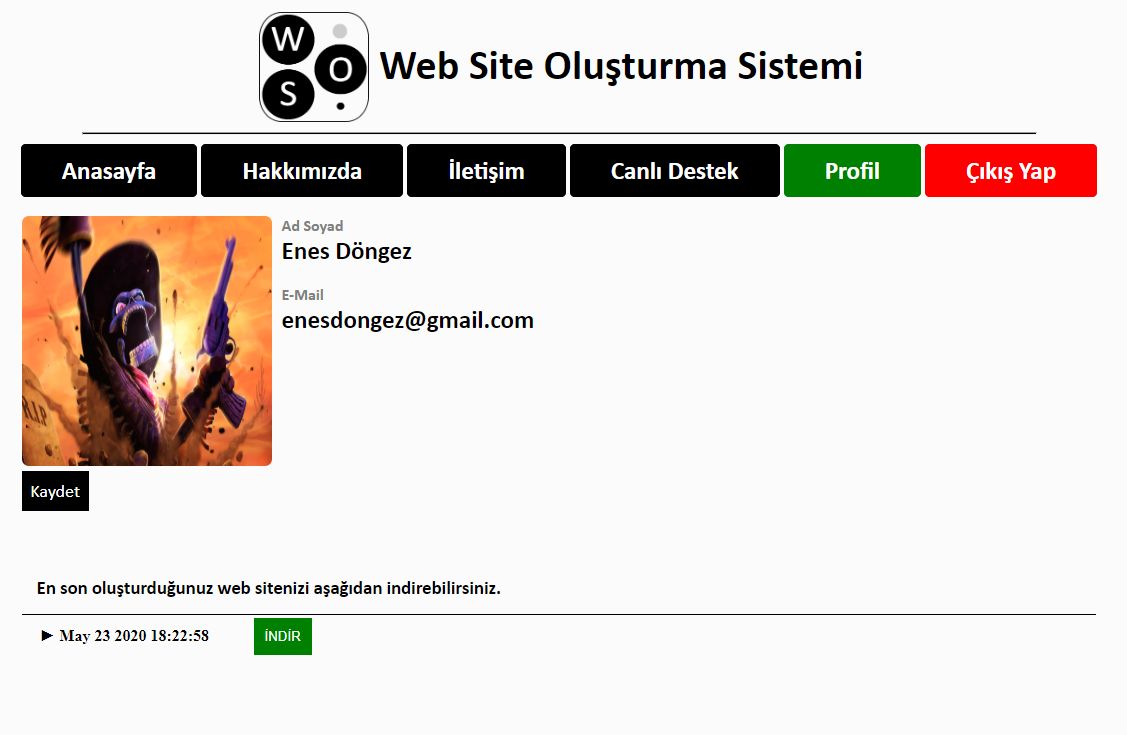 W
O
S
Web Site Oluşturma Sistemi
Anasayfa Hakkımızda İletişim Canlı Destek Profil Çıkış Yap
Ad Soyad
Enes Döngez
E-Mail
enesdongez@gmail.com
R.I.P
Kaydet
En son oluşturduğunuz web sitenizi aşağıdan indirebilirsiniz.
► May 23 2020 18:22:58 İNDİR